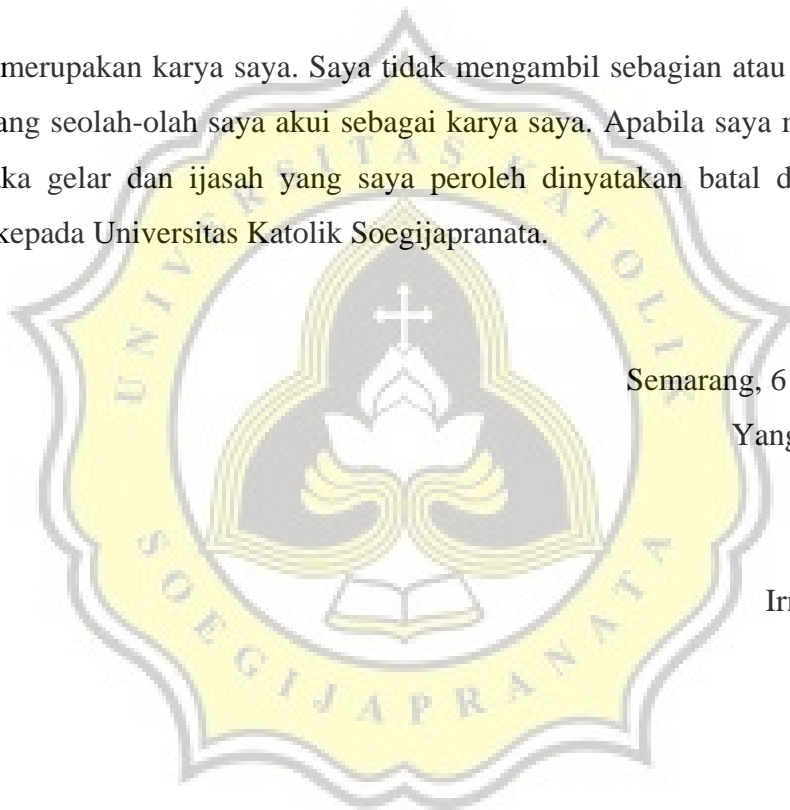 merupakan karya saya. Saya tidak mengambil sebagian atau
ang seolah-olah saya akui sebagai karya saya. Apabila saya
ka gelar dan ijasah yang saya peroleh dinyatakan batal d
kepada Universitas Katolik Soegijapranata.
UNIVERSITAS KATOLIK
Semarang, 6
Yang
Ir
SOEGIJAPRANATA